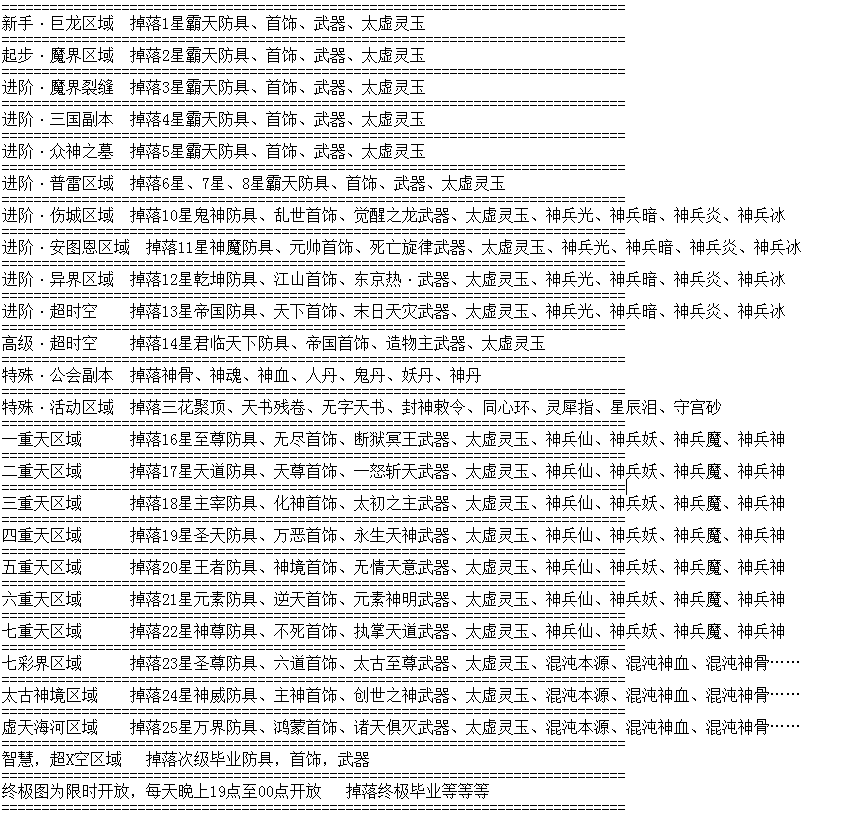 ==============================================================================
新手·巨龙区域  掉落1星霸天防具、首饰、武器、太虚灵玉
==============================================================================
起步·魔界区域  掉落2星霸天防具、首饰、武器、太虚灵玉
==============================================================================
进阶·魔界裂缝  掉落3星霸天防具、首饰、武器、太虚灵玉
==============================================================================
进阶·三国副本  掉落4星霸天防具、首饰、武器、太虚灵玉
==============================================================================
进阶·众神之墓  掉落5星霸天防具、首饰、武器、太虚灵玉
==============================================================================
进阶·普雷区域  掉落6星、7星、8星霸天防具、首饰、武器、太虚灵玉
==============================================================================
进阶·伤城区域  掉落10星鬼神防具、乱世首饰、觉醒之龙武器、太虚灵玉、神兵光、神兵暗、神兵炎、神兵冰
==============================================================================
进阶·安图恩区域  掉落11星神魔防具、元帅首饰、死亡旋律武器、太虚灵玉、神兵光、神兵暗、神兵炎、神兵冰
==============================================================================
进阶·异界区域  掉落12星乾坤防具、江山首饰、东京热·武器、太虚灵玉、神兵光、神兵暗、神兵炎、神兵冰
==============================================================================
进阶·超时空    掉落13星帝国防具、天下首饰、末日天灾武器、太虚灵玉、神兵光、神兵暗、神兵炎、神兵冰
==============================================================================
高级·超时空    掉落14星君临天下防具、帝国首饰、造物主武器、太虚灵玉
==============================================================================
特殊·公会副本  掉落神骨、神魂、神血、人丹、鬼丹、妖丹、神丹
==============================================================================
特殊·活动区域  掉落三花聚顶、天书残卷、无字天书、封神敕令、同心环、灵犀指、星辰泪、守宫砂
==============================================================================
一重天区域      掉落16星至尊防具、无尽首饰、断狱冥王武器、太虚灵玉、神兵仙、神兵妖、神兵魔、神兵神
==============================================================================
二重天区域      掉落17星天道防具、天尊首饰、一怒斩天武器、太虚灵玉、神兵仙、神兵妖、神兵魔、神兵神
==============================================================================
三重天区域      掉落18星主宰防具、化神首饰、太初之主武器、太虚灵玉、神兵仙、神兵妖、神兵魔、神兵神
==============================================================================
四重天区域      掉落19星圣天防具、万恶首饰、永生天神武器、太虚灵玉、神兵仙、神兵妖、神兵魔、神兵神
==============================================================================
五重天区域      掉落20星王者防具、神境首饰、无情天意武器、太虚灵玉、神兵仙、神兵妖、神兵魔、神兵神
==============================================================================
六重天区域      掉落21星元素防具、逆天首饰、元素神明武器、太虚灵玉、神兵仙、神兵妖、神兵魔、神兵神
==============================================================================
七重天区域      掉落22星神尊防具、不死首饰、执掌天道武器、太虚灵玉、神兵仙、神兵妖、神兵魔、神兵神
==============================================================================
七彩界区域      掉落23星圣尊防具、六道首饰、太古至尊武器、太虚灵玉、混沌本源、混沌神血、混沌神骨……
==============================================================================
太古神境区域    掉落24星神威防具、主神首饰、创世之神武器、太虚灵玉、混沌本源、混沌神血、混沌神骨……
==============================================================================
虚天海河区域    掉落25星万界防具、鸿蒙首饰、诸天俱灭武器、太虚灵玉、混沌本源、混沌神血、混沌神骨……
==============================================================================
智慧，超X空区域   掉落次级毕业防具，首饰，武器
==============================================================================
终极图为限时开放，每天晚上19点至00点开放   掉落终极毕业等等等
==============================================================================